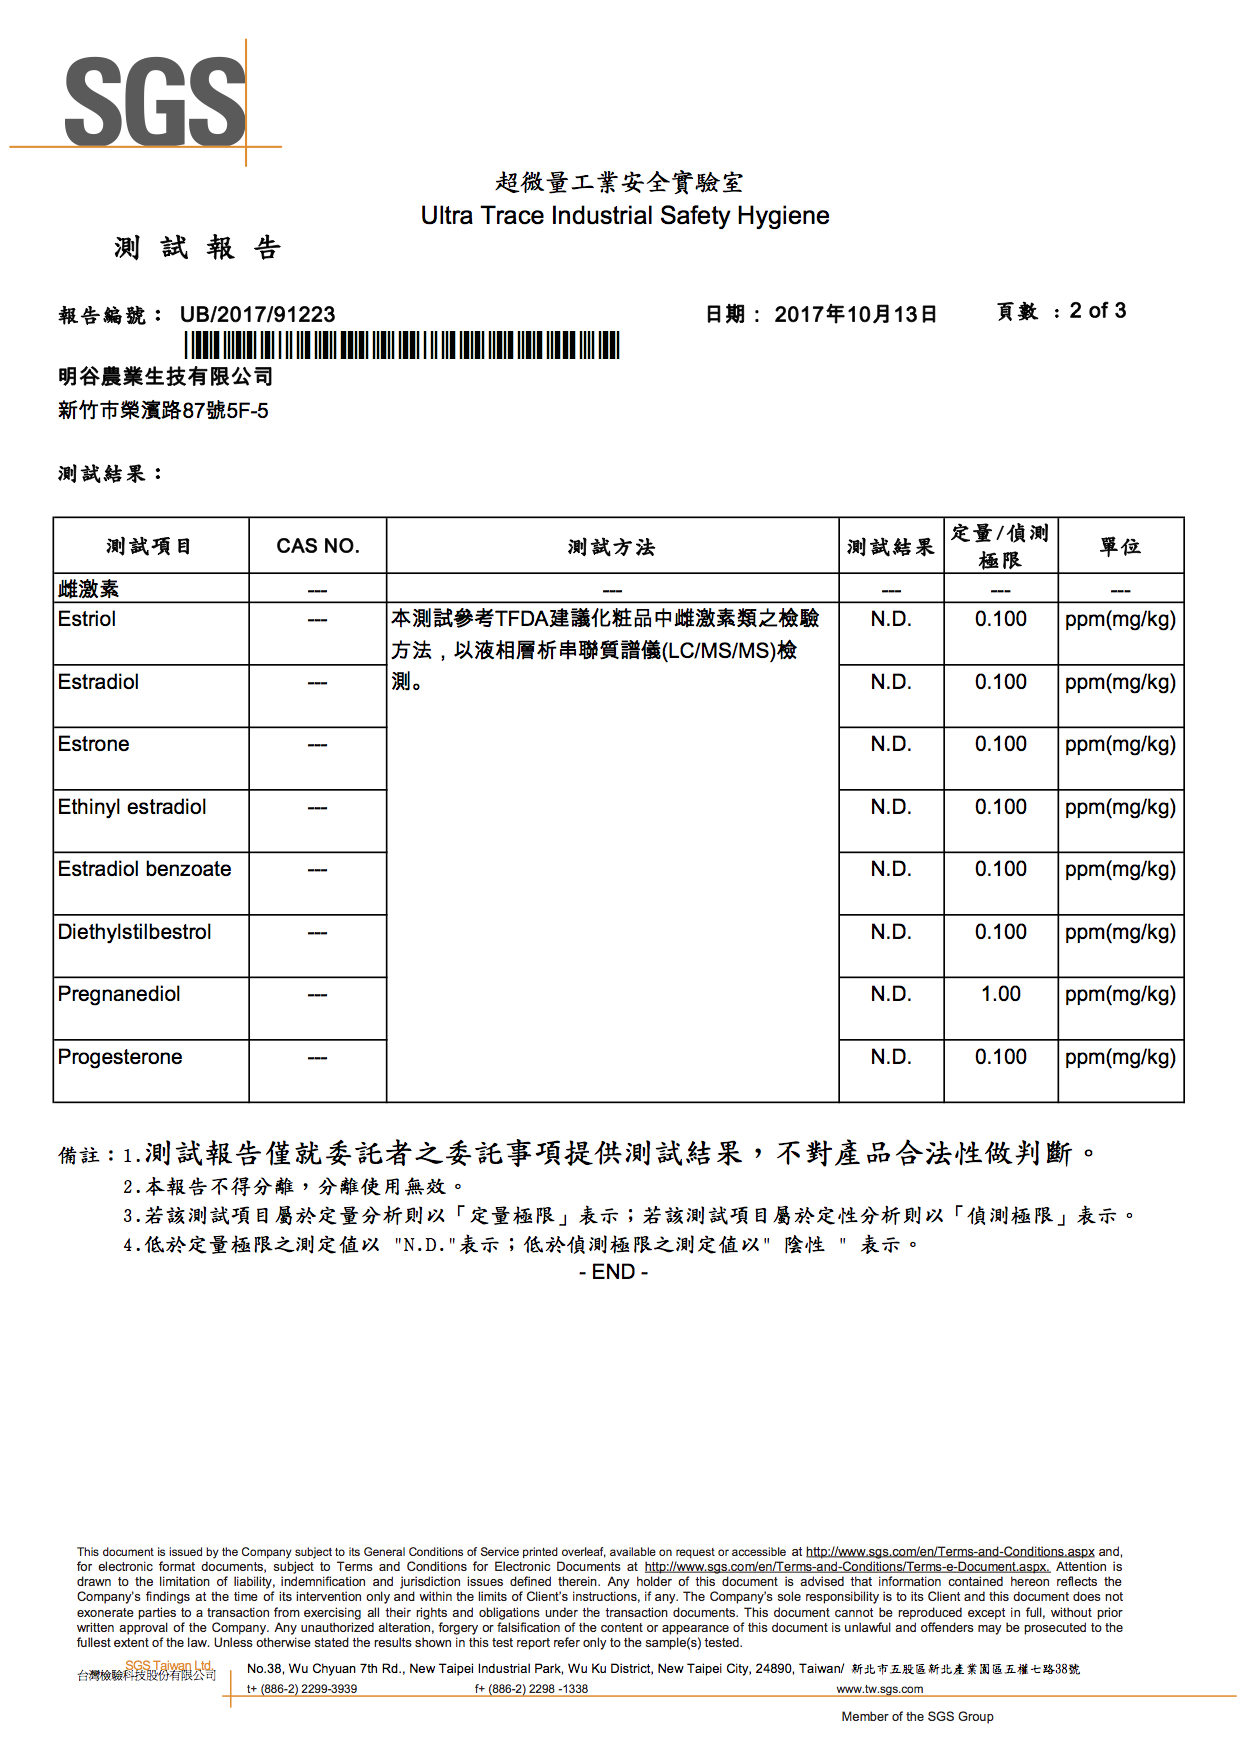 SGS
超微量工業安全實驗室
Ultra Trace Industrial Safety Hygiene
測 試 報 告
報告編號： UB/2017/91223 日期： 2017年10月13日 頁數 ：2 of 3
明谷農業生技有限公司
新竹市榮濱路87號5F-5
測試結果：
測試項目 CAS NO. 測試方法 測試結果 定量/偵測極限 單位
雌激素 --- --- --- --- ---
Estriol --- 本測試參考TFDA建議化粧品中雌激素類之檢驗 N.D. 0.100 ppm(mg/kg)
方法，以液相層析串聯質譜儀(LC/MS/MS)檢
測。
Estradiol --- N.D. 0.100 ppm(mg/kg)
Estrone --- N.D. 0.100 ppm(mg/kg)
Ethinyl estradiol --- N.D. 0.100 ppm(mg/kg)
Estradiol benzoate --- N.D. 0.100 ppm(mg/kg)
Diethylstilbestrol --- N.D. 0.100 ppm(mg/kg)
Pregnanediol --- N.D. 1.00 ppm(mg/kg)
Progesterone --- N.D. 0.100 ppm(mg/kg)
備註：1.測試報告僅就委託者之委託事項提供測試結果，不對產品合法性做判斷。
2.本報告不得分離，分離使用無效。
3.若該測試項目屬於定量分析則以「定量極限」表示；若該測試項目屬於定性分析則以「偵測極限」表示。
4.低於定量極限之測定值以 "N.D."表示；低於偵測極限之測定值以" 陰性 " 表示。
- END -
This document is issued by the Company subject to its General Conditions of Service printed overleaf, available on request or accessible at http://www.sgs.com/en/Terms-and-Conditions.aspx and,
for electronic format documents, subject to Terms and Conditions for Electronic Documents at http://www.sgs.com/en/Terms-and-Conditions/Terms-e-Document.aspx. Attention is
drawn to the limitation of liability, indemnification and jurisdiction issues defined therein. Any holder of this document is advised that information contained hereon reflects the
Company's findings at the time of its intervention only and within the limits of Client's instructions, if any. The Company's sole responsibility is to its Client and this document does not
exonerate parties to a transaction from exercising all their rights and obligations under the transaction documents. This document cannot be reproduced except in full, without prior
written approval of the Company. Any unauthorized alteration, forgery or falsification of the content or appearance of this document is unlawful and offenders may be prosecuted to the
fullest extent of the law. Unless otherwise stated the results shown in this test report refer only to the sample(s) tested.
SGS Taiwan Ltd.
台灣檢驗科技股份有限公司
No.38, Wu Chyuan 7th Rd., New Taipei Industrial Park, Wu Ku District, New Taipei City, 24890, Taiwan/ 新北市五股區新北產業園區五權七路38號
t+ (886-2) 2299-3939 f+ (886-2) 2298 -1338 www.tw.sgs.com
Member of the SGS Group